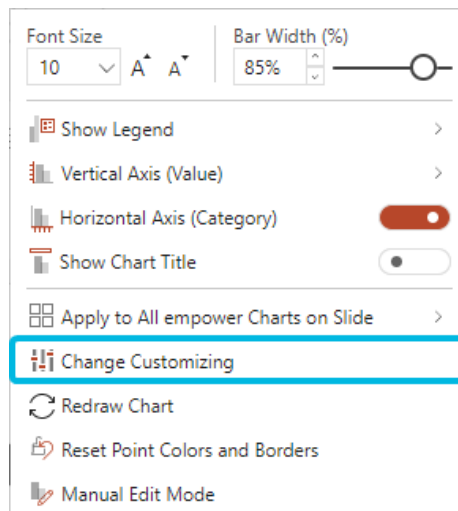 Font Size Bar Width (%)
10 A A 85%
Show Legend
Vertical Axis (Value)
Horizontal Axis (Category)
Show Chart Title
Apply to All empower Charts on Slide
Change Customizing
Redraw Chart
Reset Point Colors and Borders
Manual Edit Mode